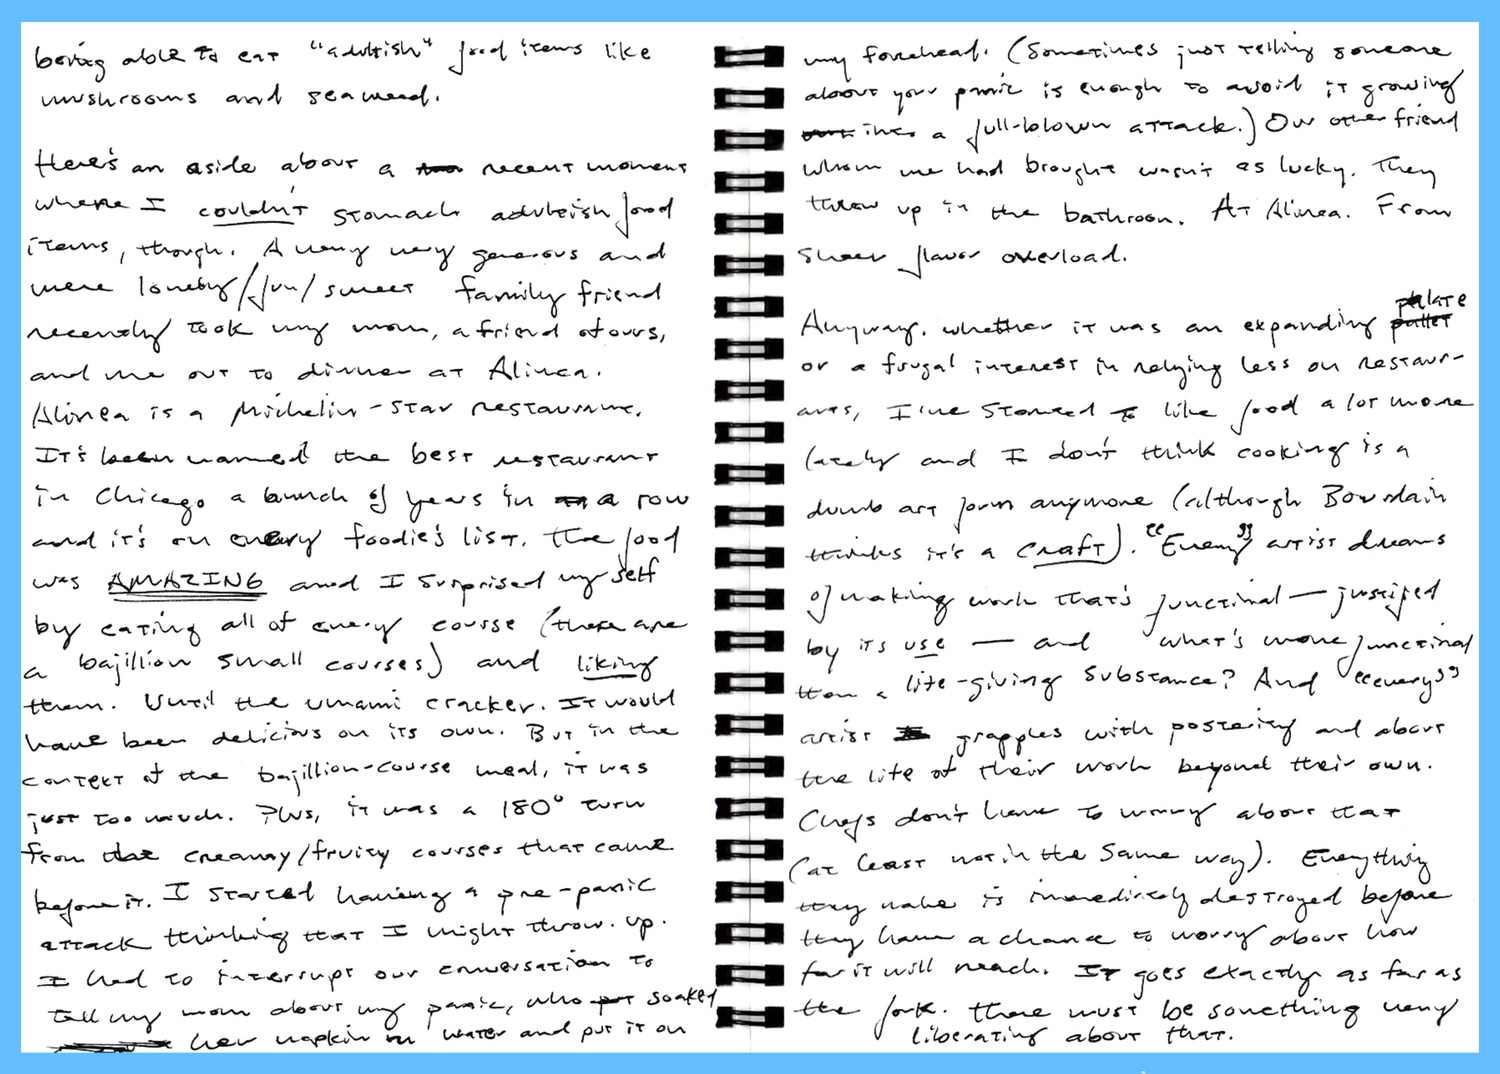 being able to eat "adultish" food items like
mushrooms and seaweed.
Here's an aside about a recent moment
where I couldn't stomach adultish food
items, though. A very very generous and
mere lovely/fun/sweet family friend
recently took my mom, a friend of ours,
and me out to dinner at Alinea.
Alinea is a Michelin-star restaurant.
It's been named the best restaurant
in Chicago a bunch of years in a row
and it's on every foodie's list. The food
was AMAZING and I surprised myself
by eating all of every course (there are
a bajillion small courses) and liking
them. Until the umami cracker. It would
have been delicious on its own. But in the
context of the bajillion-course meal, it was
just too much. Plus, it was a 180° turn
from the creamy/fruity courses that came
before it. I started having a pre-panic
attack thinking that I might throw up.
I had to interrupt our conversation to
tell my mom about my panic, who put soaked
her napkin in water and put it on
my forehead. (Sometimes just telling someone
about your panic is enough to avoid it growing
into a full-blown attack.) Our other friend
whom we had brought wasn't as lucky. They
threw up in the bathroom. At Alinea. From
sheer flavor overload.
Anyway, whether it was an expanding pallet palate
or a frugal interest in relying less on restaur-
ants, I've started to like food a lot more
lately and I don't think cooking is a
dumb art form anymore (although Bourdain
thinks it's a craft). "Every" artist dreams
of making work that's functinal — justified
by its use — and what's more functinal
than a life-giving substance? And "every"
artist grapples with posterity and about
the life of their work beyond their own.
Chefs don't have to worry about that
(at least not in the same way). Everything
they make is immediately destroyed before
they have a chance to worry about how
far it will reach. It goes exactly as far as
the fork. There must be something very
liberating about that.